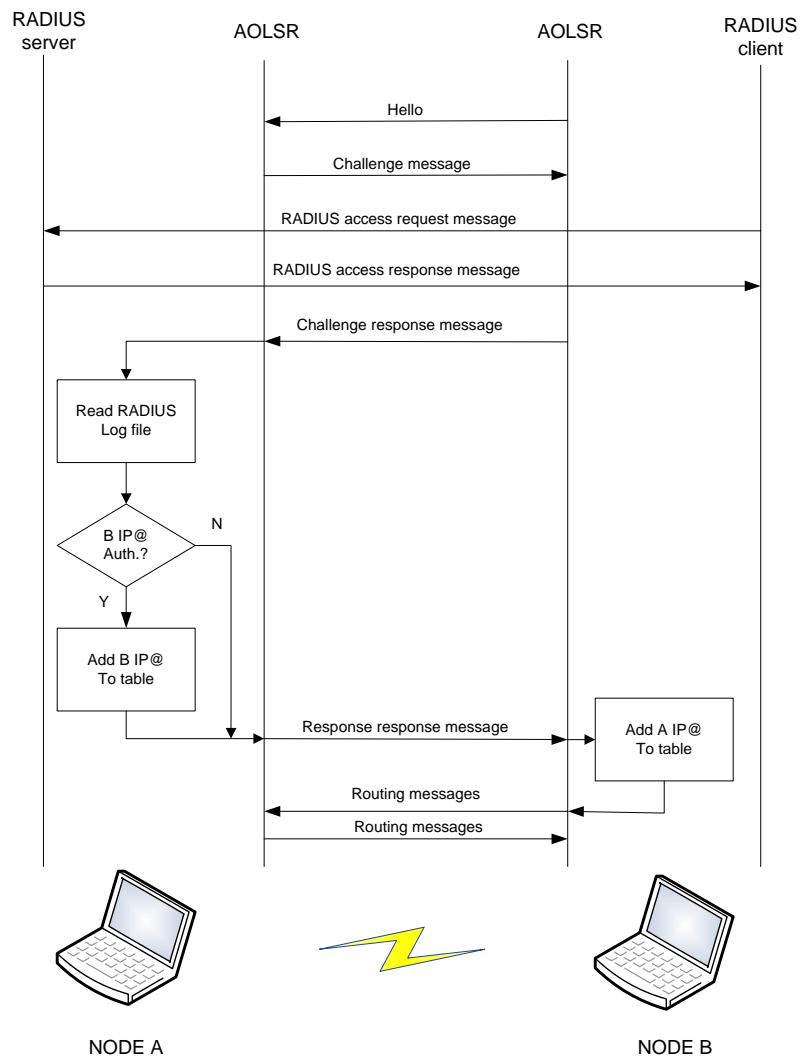 RADIUS
server
AOLSR
AOLSR
RADIUS
client
Hello
Challenge message
RADIUS access request message
RADIUS access response message
Challenge response message
Read RADIUS
Log file
B IP@
Auth.?
N
Y
Add B IP@
To table
Response response message
Add A IP@
To table
Routing messages
Routing messages
NODE A
NODE B